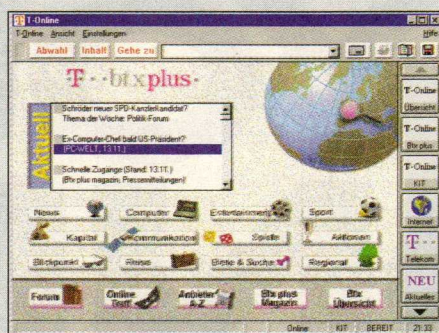 T-Online
T-Online Ansicht Einstellungen Hilfe
Abwahl Inhalt Gehe zu
T··btxplus·
Aktuell
Schröder neuer SPD-Kanzlerkandidat?
Thema der Woche: Politik-Forum
Ex-Computer-Chef bald US-Präsident?
(PC-WELT, 13.11.)
Schnelle Zugänge (Stand: 13.11.)
(Btx plus magazin, Pressemitteilungen)
News Computer Entertainment Sport
Kapital Kommunikation Spiele Aktionen
Blickpunkt Reise Biete & Suche Regional
Forum Online Treff Anbieter A-Z Btx plus Magazin Btx Übersicht
T-Online
Übersicht
T-Online
Btx plus
T-Online
KIT
Internet
T··
Telekom
NEU
Aktuelles
Online KIT BEREIT 21:33